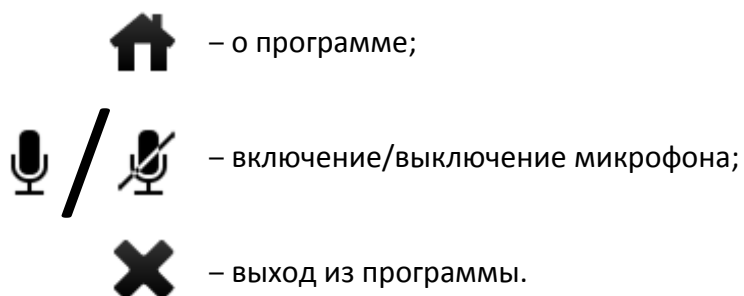 – о программе;
– включение/выключение микрофона;
– выход из программы.